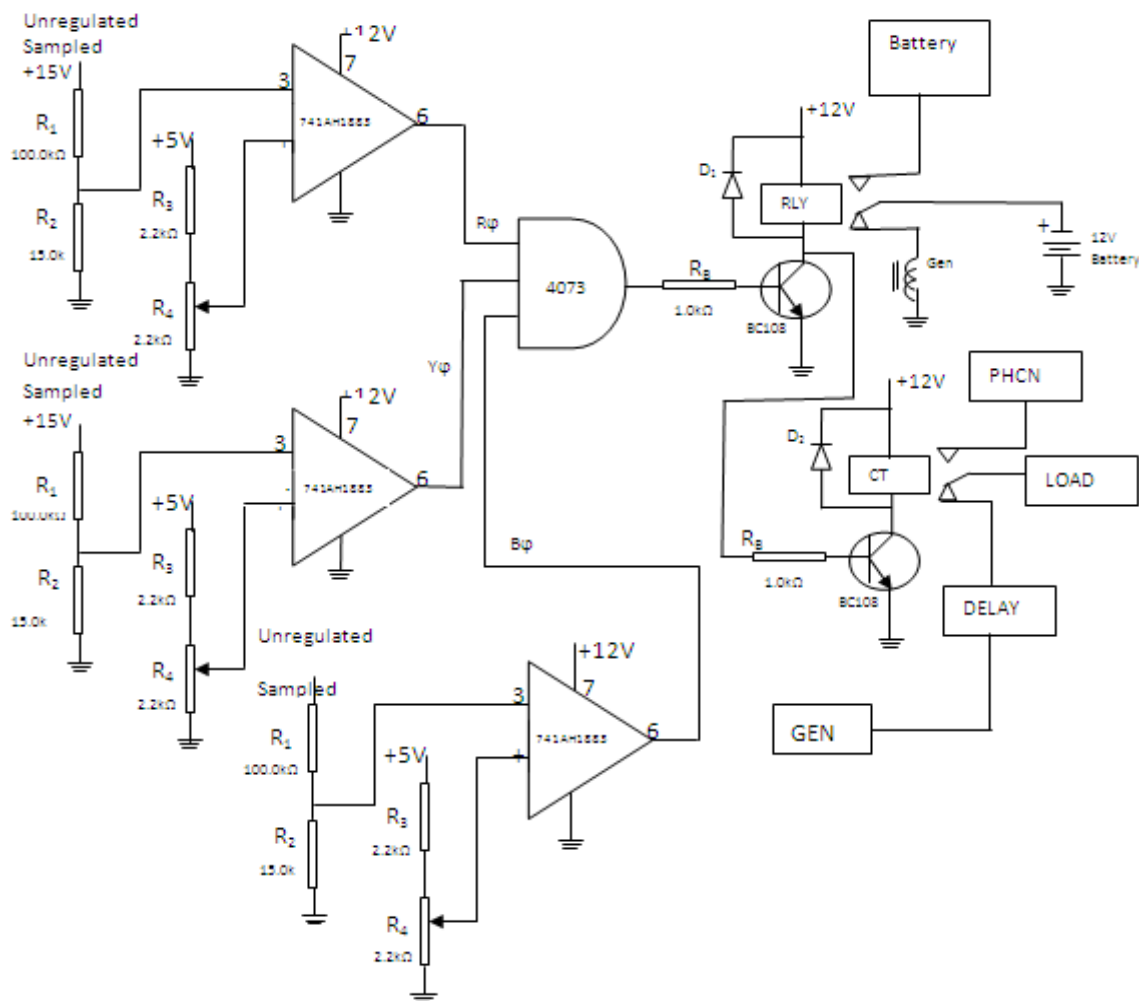 Unregulated
Sampled
+15V
R1
100.0kΩ
R2
15.0k
+5V
R3
2.2kΩ
R4
2.2kΩ
3
+12V
7
6
Rφ
Unregulated
Sampled
+15V
R1
100.0kΩ
R2
15.0k
+5V
R3
2.2kΩ
R4
2.2kΩ
3
+12V
7
6
Yφ
Unregulated
Sampled
R1
100.0kΩ
R2
15.0k
+5V
R3
2.2kΩ
R4
2.2kΩ
3
+
+12V
7
6
Bφ
4073
RB
1.0kΩ
BC108
D1
+12V
RLY
Battery
Gen
+
12V
Battery
RB
1.0kΩ
BC108
D2
+12V
CT
PHCN
LOAD
DELAY
GEN